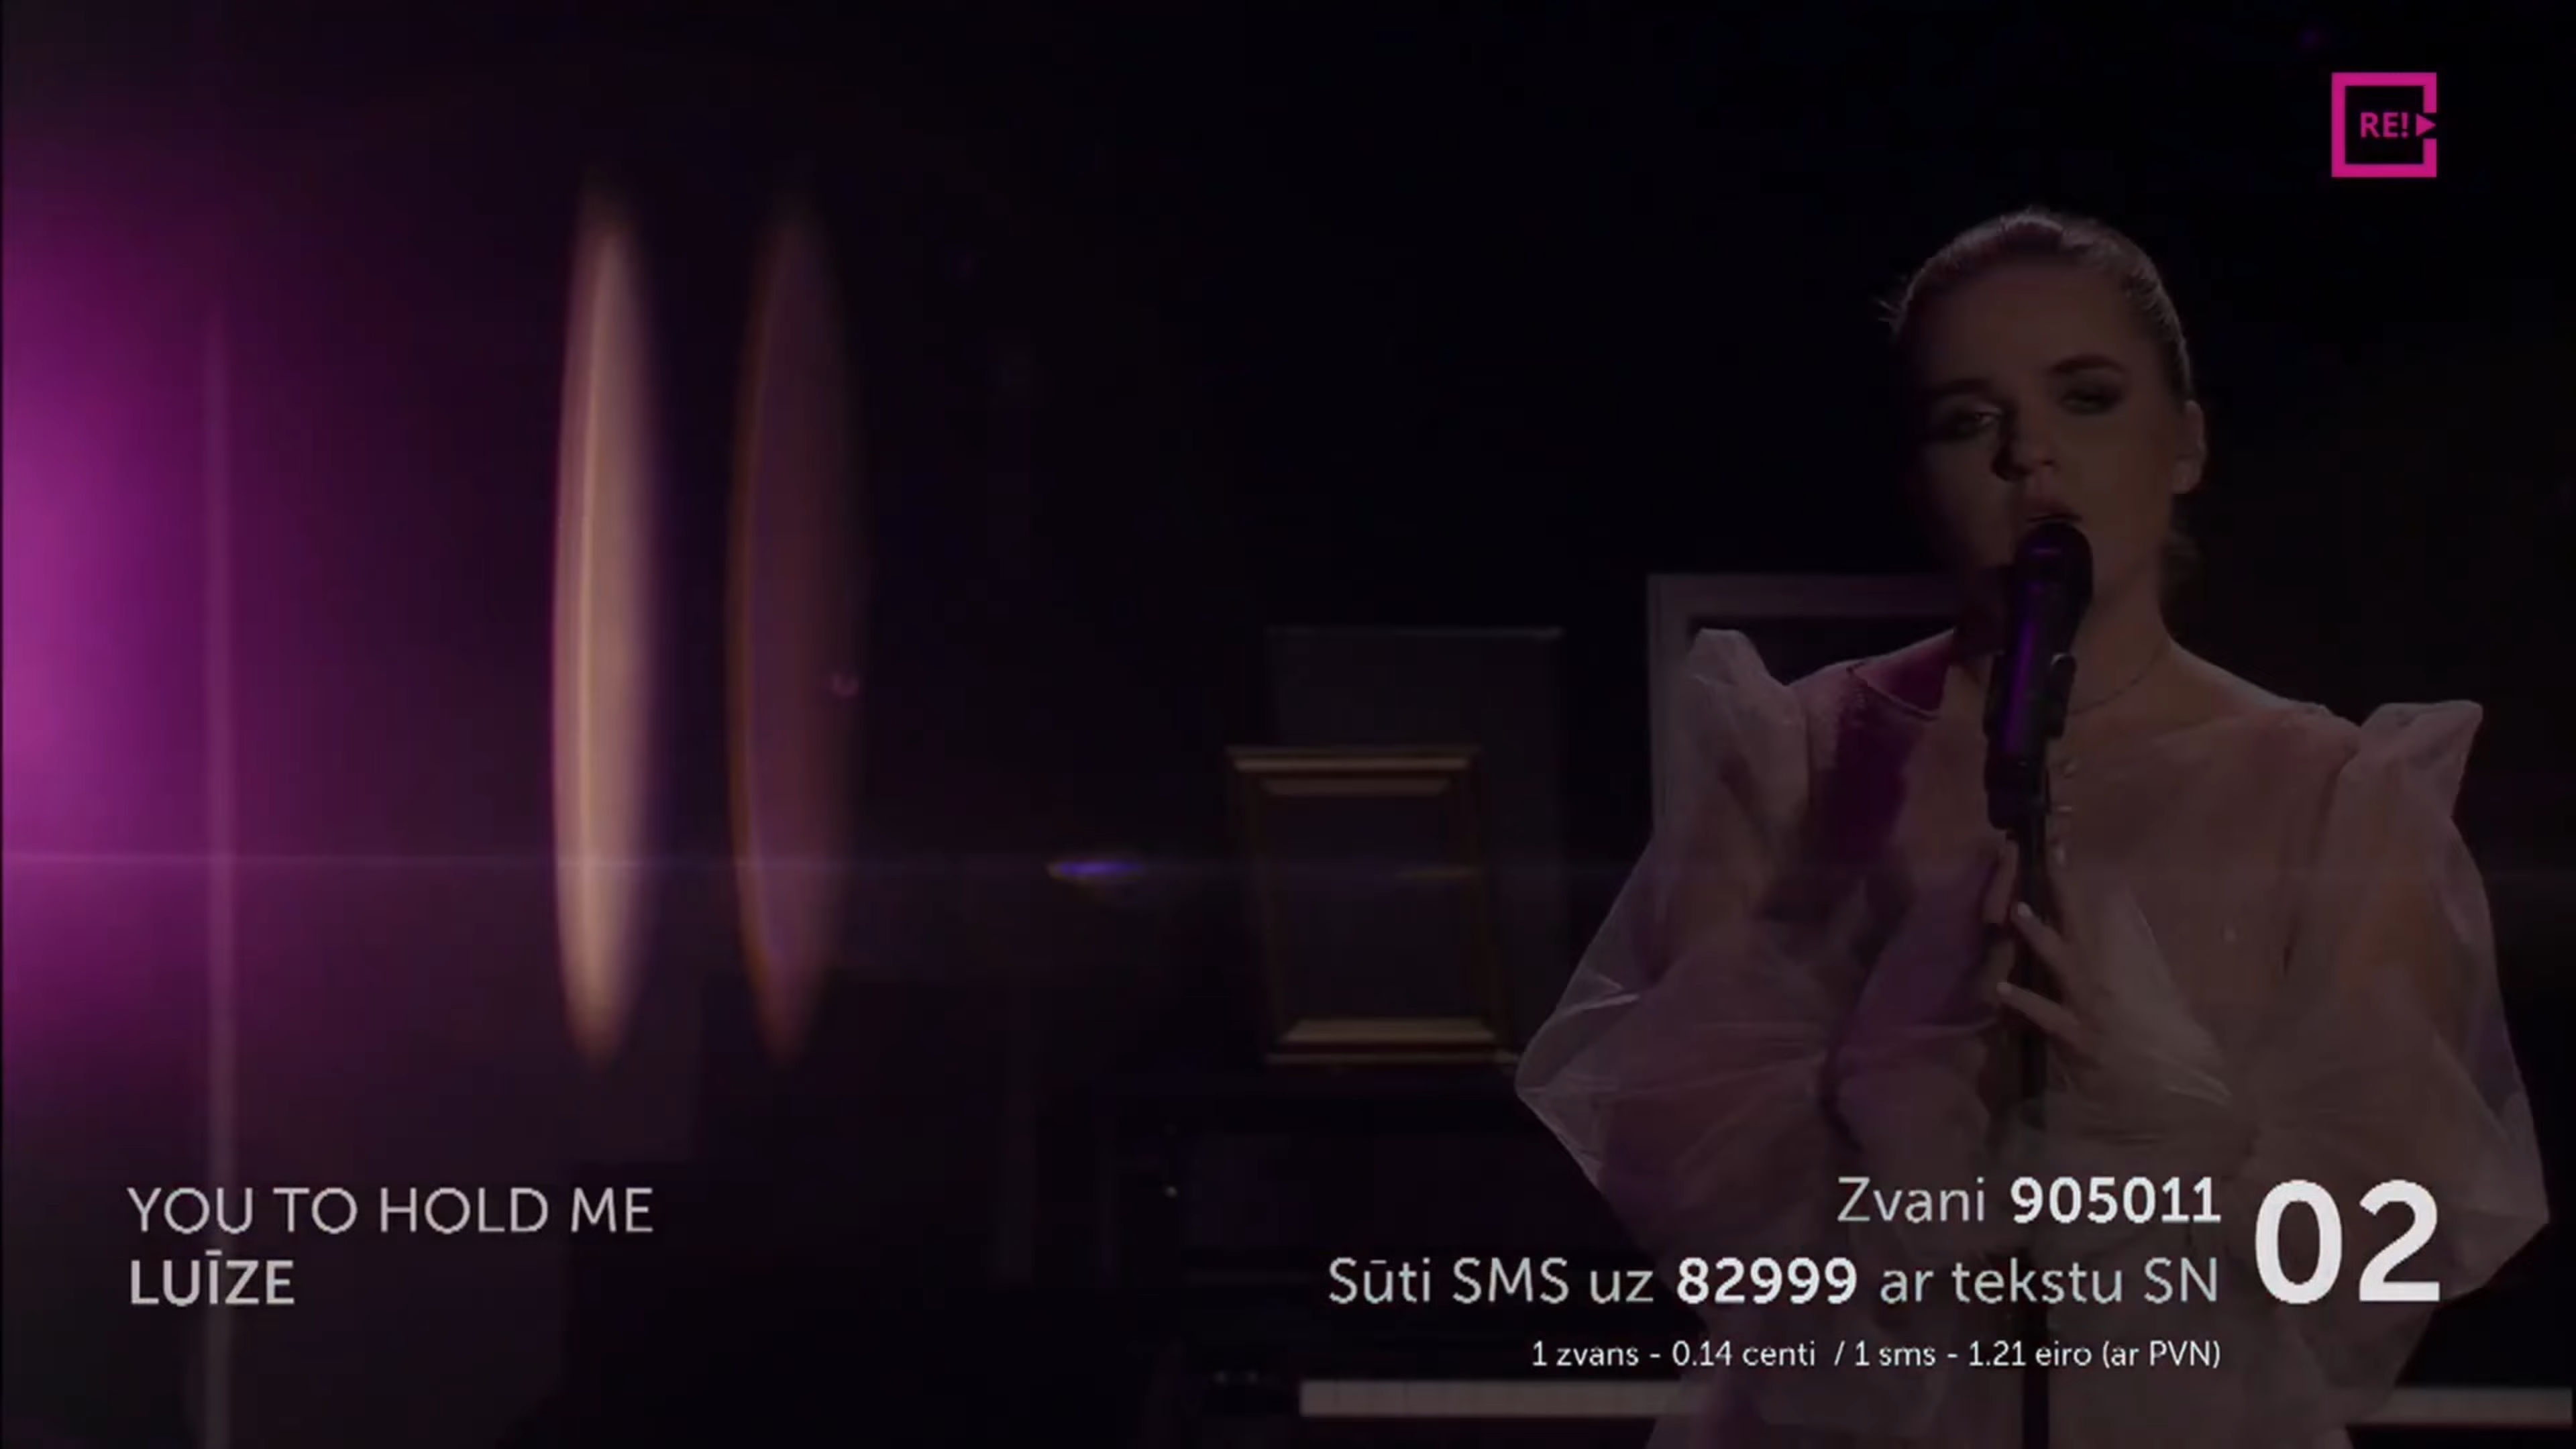 RE!
YOU TO HOLD ME
LUĪZE
Zvani 905011
Sūti SMS uz 82999 ar tekstu SN
02
1 zvans - 0.14 centi / 1 sms - 1.21 eiro (ar PVN)